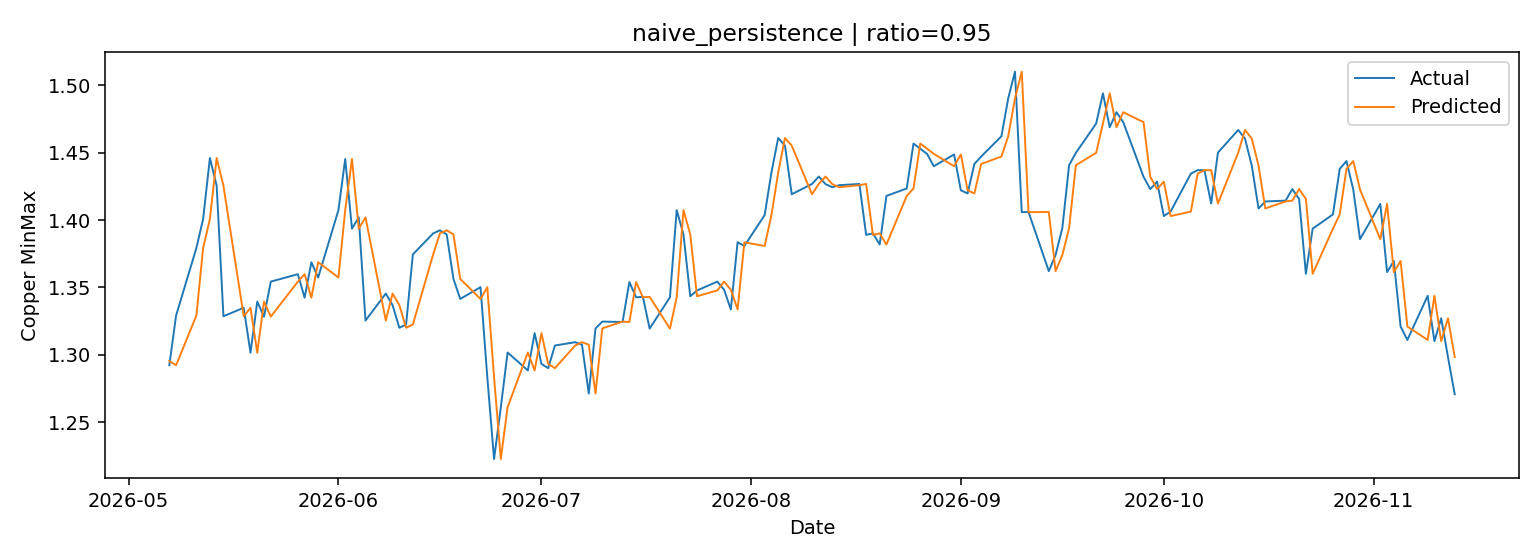 naive_persistence | ratio=0.95
Actual
Predicted
Copper MinMax
1.50
1.45
1.40
1.35
1.30
1.25
2026-05 2026-06 2026-07 2026-08 2026-09 2026-10 2026-11
Date